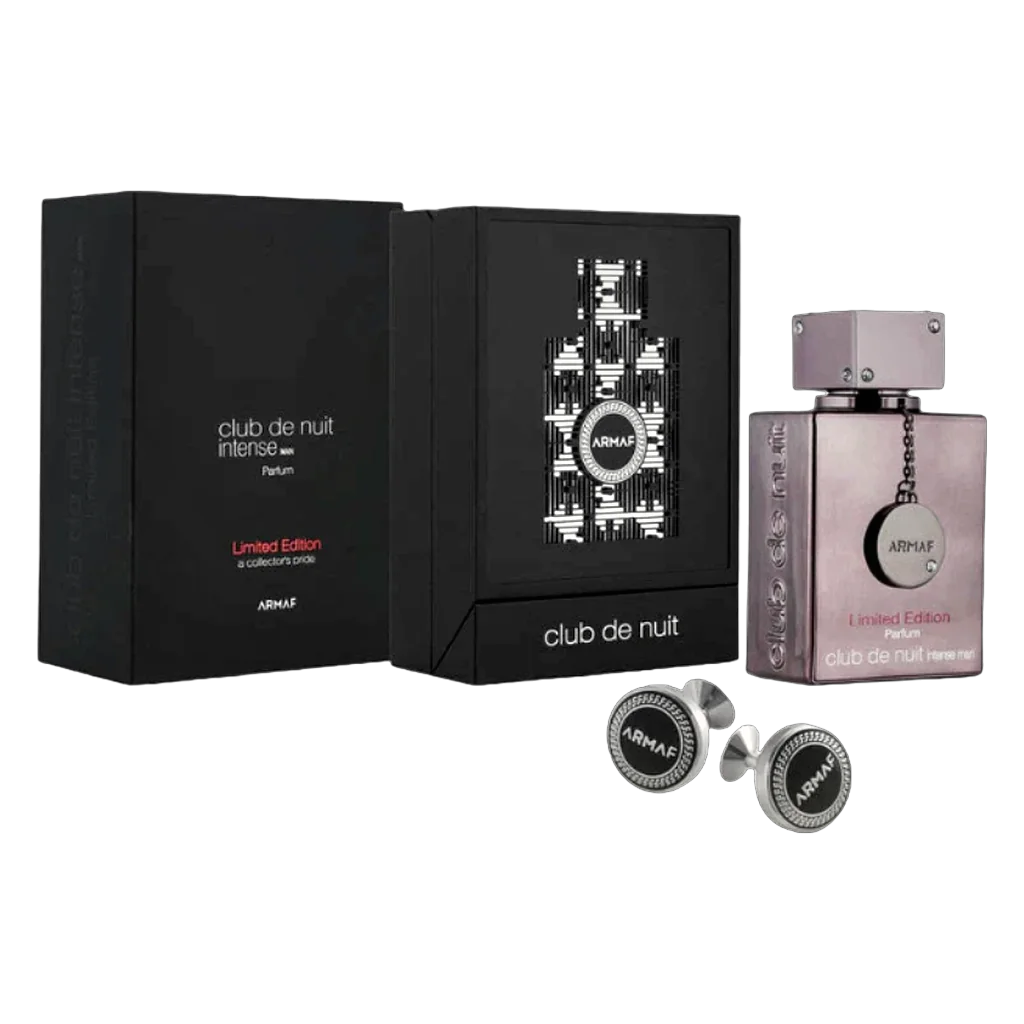 club de nuit
intense MAN
Parfum
Limited Edition
a collector's pride
ARMAF
ARMAF
club de nuit
club de nuit
ARMAF
Limited Edition
Parfum
club de nuit intense man
ARMAF
ARMAF